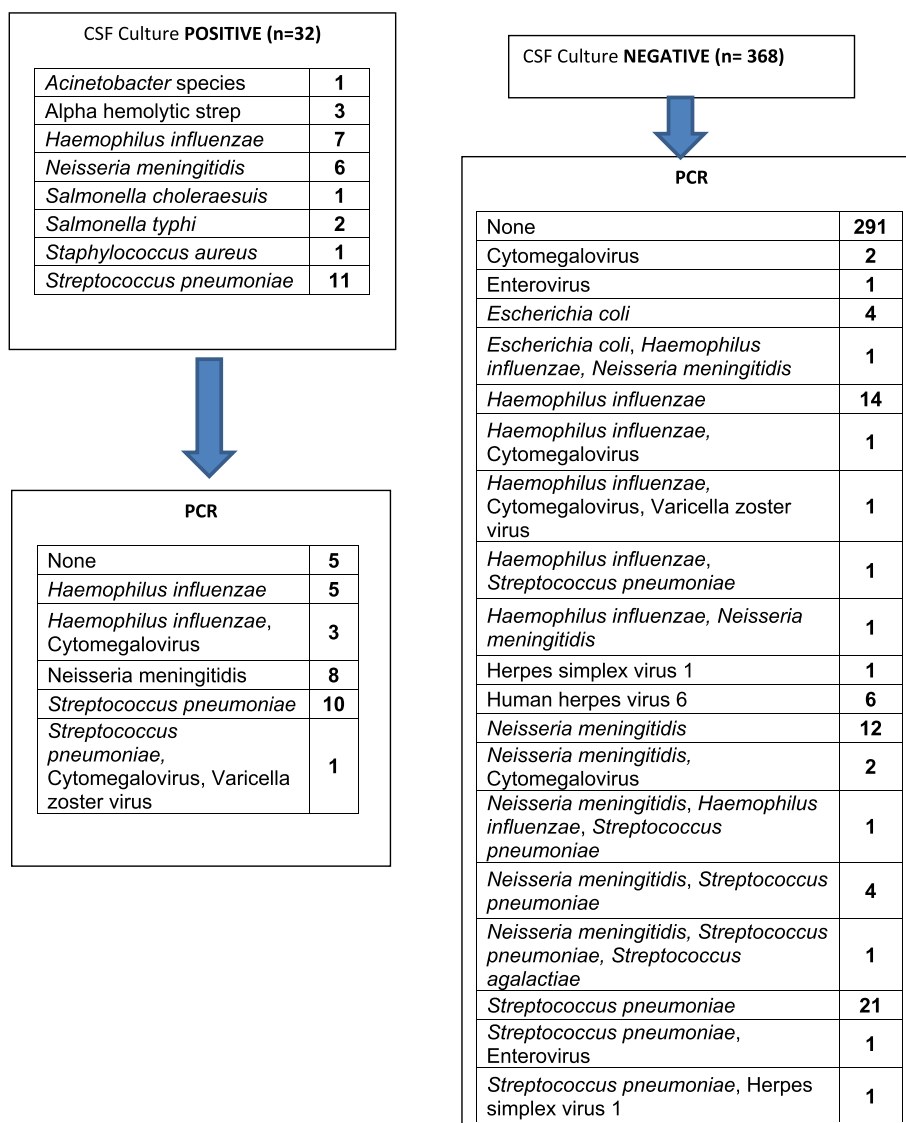 CSF Culture POSITIVE (n=32)
Acinetobacter species 1
Alpha hemolytic strep 3
Haemophilus influenzae 7
Neisseria meningitidis 6
Salmonella choleraesuis 1
Salmonella typhi 2
Staphylococcus aureus 1
Streptococcus pneumoniae 11
PCR
None 5
Haemophilus influenzae 5
Haemophilus influenzae,
Cytomegalovirus 3
Neisseria meningitidis 8
Streptococcus pneumoniae 10
Streptococcus
pneumoniae,
Cytomegalovirus, Varicella
zoster virus 1
CSF Culture NEGATIVE (n= 368)
PCR
None 291
Cytomegalovirus 2
Enterovirus 1
Escherichia coli 4
Escherichia coli, Haemophilus
influenzae, Neisseria meningitidis 1
Haemophilus influenzae 14
Haemophilus influenzae,
Cytomegalovirus 1
Haemophilus influenzae,
Cytomegalovirus, Varicella zoster
virus 1
Haemophilus influenzae,
Streptococcus pneumoniae 1
Haemophilus influenzae, Neisseria
meningitidis 1
Herpes simplex virus 1 1
Human herpes virus 6 6
Neisseria meningitidis 12
Neisseria meningitidis,
Cytomegalovirus 2
Neisseria meningitidis, Haemophilus
influenzae, Streptococcus
pneumoniae 1
Neisseria meningitidis, Streptococcus
pneumoniae 4
Neisseria meningitidis, Streptococcus
pneumoniae, Streptococcus
agalactiae 1
Streptococcus pneumoniae 21
Streptococcus pneumoniae,
Enterovirus 1
Streptococcus pneumoniae, Herpes
simplex virus 1 1